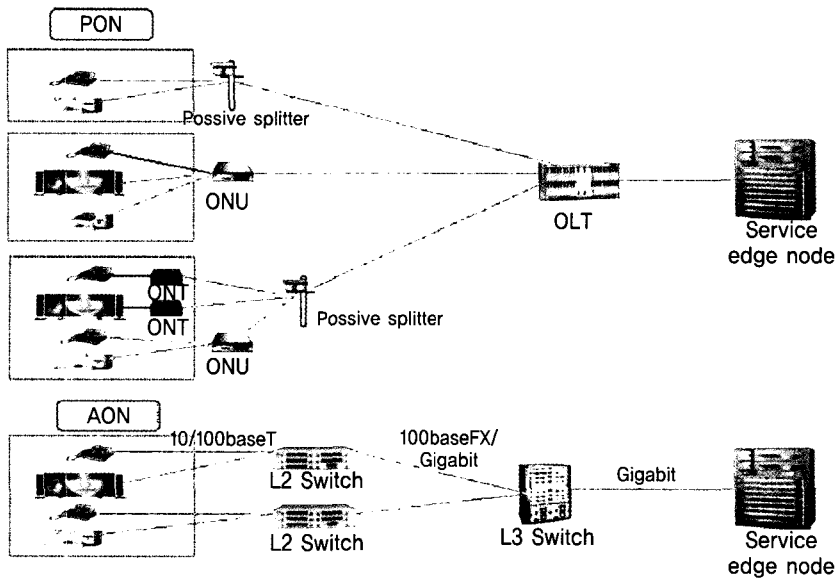 PON
Possive splitter
ONU
OLT
Service
edge node
ONT
ONT
Possive splitter
ONU
AON
10/100baseT
100baseFX/
Gigabit
L2 Switch
Gigabit
L2 Switch
L3 Switch
Service
edge node